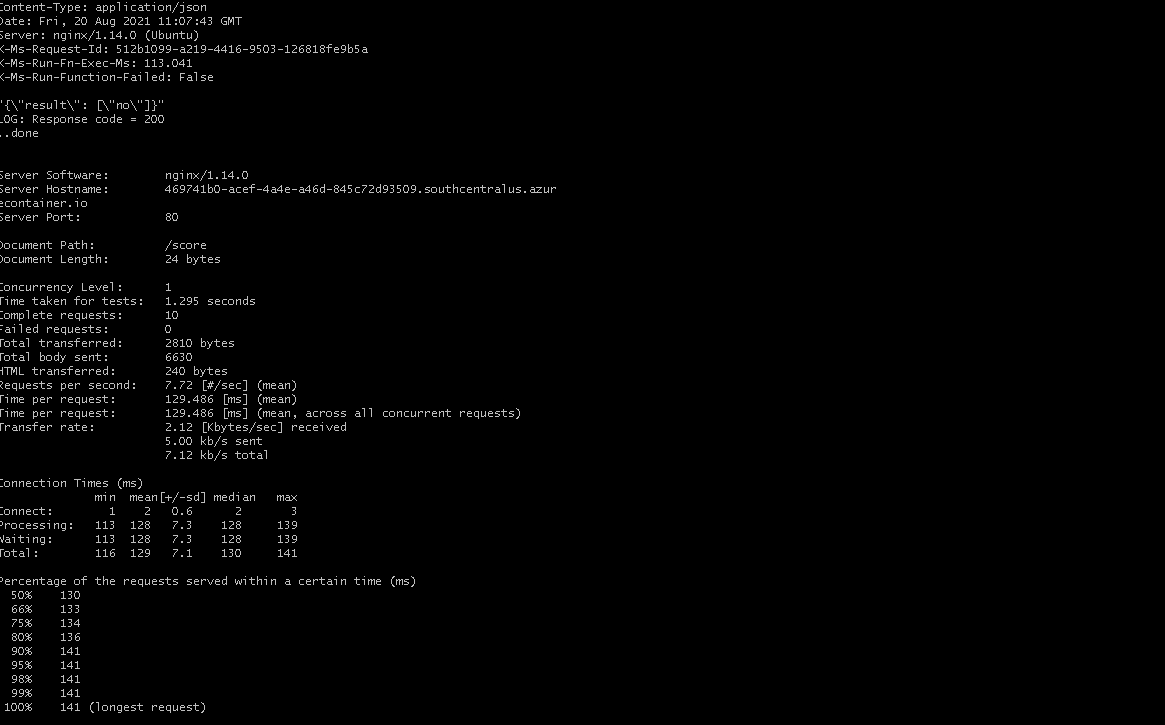 Content-Type: application/json
Date: Fri, 20 Aug 2021 11:07:43 GMT
Server: nginx/1.14.0 (Ubuntu)
X-Ms-Request-Id: 512b1099-a219-4416-9503-126818fe9b5a
X-Ms-Run-Fn-Exec-Ms: 113.041
X-Ms-Run-Function-Failed: False
"{\"result\": [\"no\"]}"
LOG: Response code = 200
..done
Server Software:        nginx/1.14.0
Server Hostname:        469741b0-acef-4a4e-a46d-845c72d93509.southcentralus.azur
econtainer.io
Server Port:            80
Document Path:          /score
Document Length:        24 bytes
Concurrency Level:      1
Time taken for tests:   1.295 seconds
Complete requests:      10
Failed requests:        0
Total transferred:      2810 bytes
Total body sent:        6630
HTML transferred:       240 bytes
Requests per second:    7.72 [#/sec] (mean)
Time per request:       129.486 [ms] (mean)
Time per request:       129.486 [ms] (mean, across all concurrent requests)
Transfer rate:          2.12 [Kbytes/sec] received
                        5.00 kb/s sent
                        7.12 kb/s total
Connection Times (ms)
              min  mean[+/-sd] median   max
Connect:        1    2   0.6      2       3
Processing:   113  128   7.3    128     139
Waiting:      113  128   7.3    128     139
Total:        116  129   7.1    130     141
Percentage of the requests served within a certain time (ms)
  50%    130
  66%    133
  75%    134
  80%    136
  90%    141
  95%    141
  98%    141
  99%    141
 100%    141 (longest request)